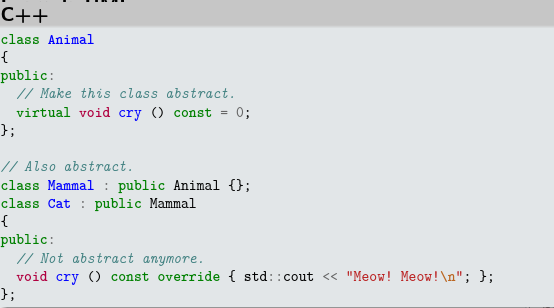 C++
class Animal
{
public:
  // Make this class abstract.
  virtual void cry () const = 0;
};

// Also abstract.
class Mammal : public Animal {};
class Cat : public Mammal
{
public:
  // Not abstract anymore.
  void cry () const override { std::cout << "Meow! Meow!\n"; };
};